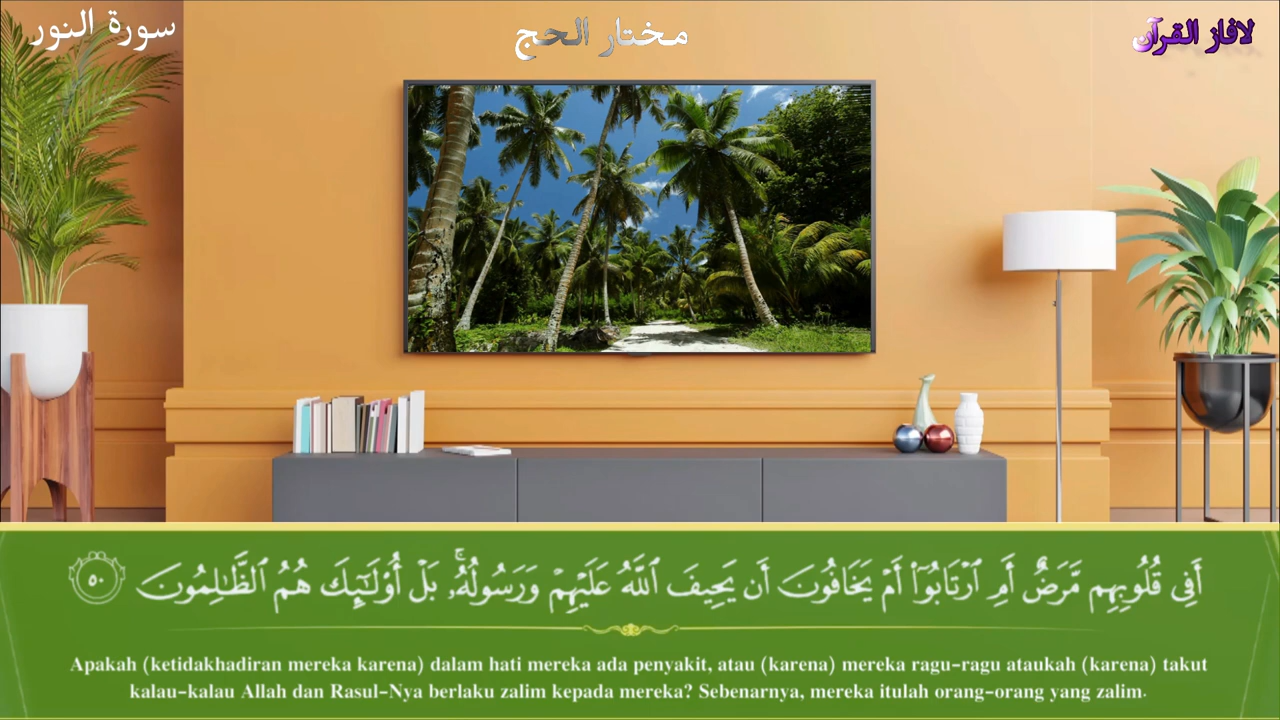 سورة النور
مختار الحج
لافاز القرآن
أَفِى قُلُوبِهِم مَّرَضٌ أَمِ ٱرْتَابُوٓا۟ أَمْ يَخَافُونَ أَن يَحِيفَ ٱللَّهُ عَلَيْهِمْ وَرَسُولُهُۥ ۚ بَلْ أُو۟لَـٰٓئِكَ هُمُ ٱلظَّـٰلِمُونَ ٥٠
Apakah (ketidakhadiran mereka karena) dalam hati mereka ada penyakit, atau (karena) mereka ragu-ragu ataukah (karena) takut
kalau-kalau Allah dan Rasul-Nya berlaku zalim kepada mereka? Sebenarnya, mereka itulah orang-orang yang zalim.